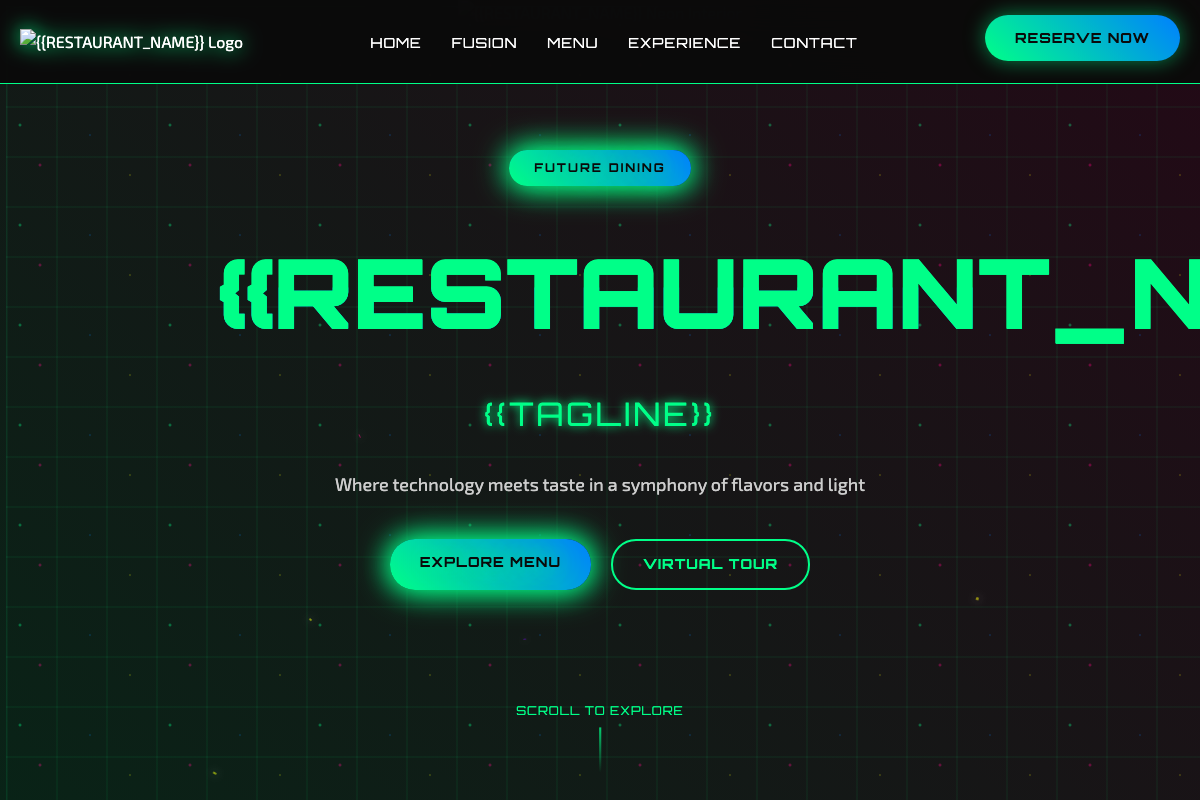 {{RESTAURANT_NAME}} Logo
HOME FUSION MENU EXPERIENCE CONTACT
RESERVE NOW
FUTURE DINING
{{RESTAURANT_N
{{TAGLINE}}
Where technology meets taste in a symphony of flavors and light
EXPLORE MENU
VIRTUAL TOUR
SCROLL TO EXPLORE